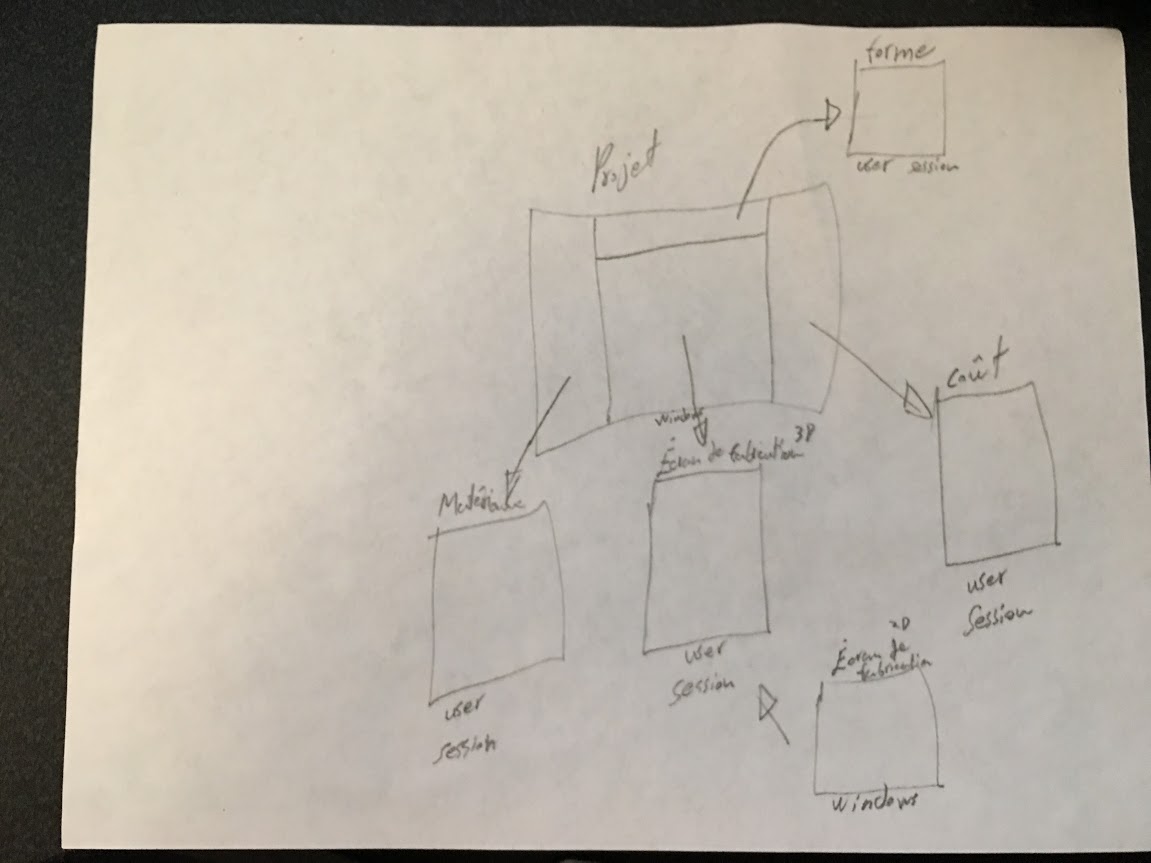 forme
user session
Projet
coût
user
session
windows
Écran de fabrication 3D
user
session
Matériaux
user
session
2D
Écran de
fabrication
windows